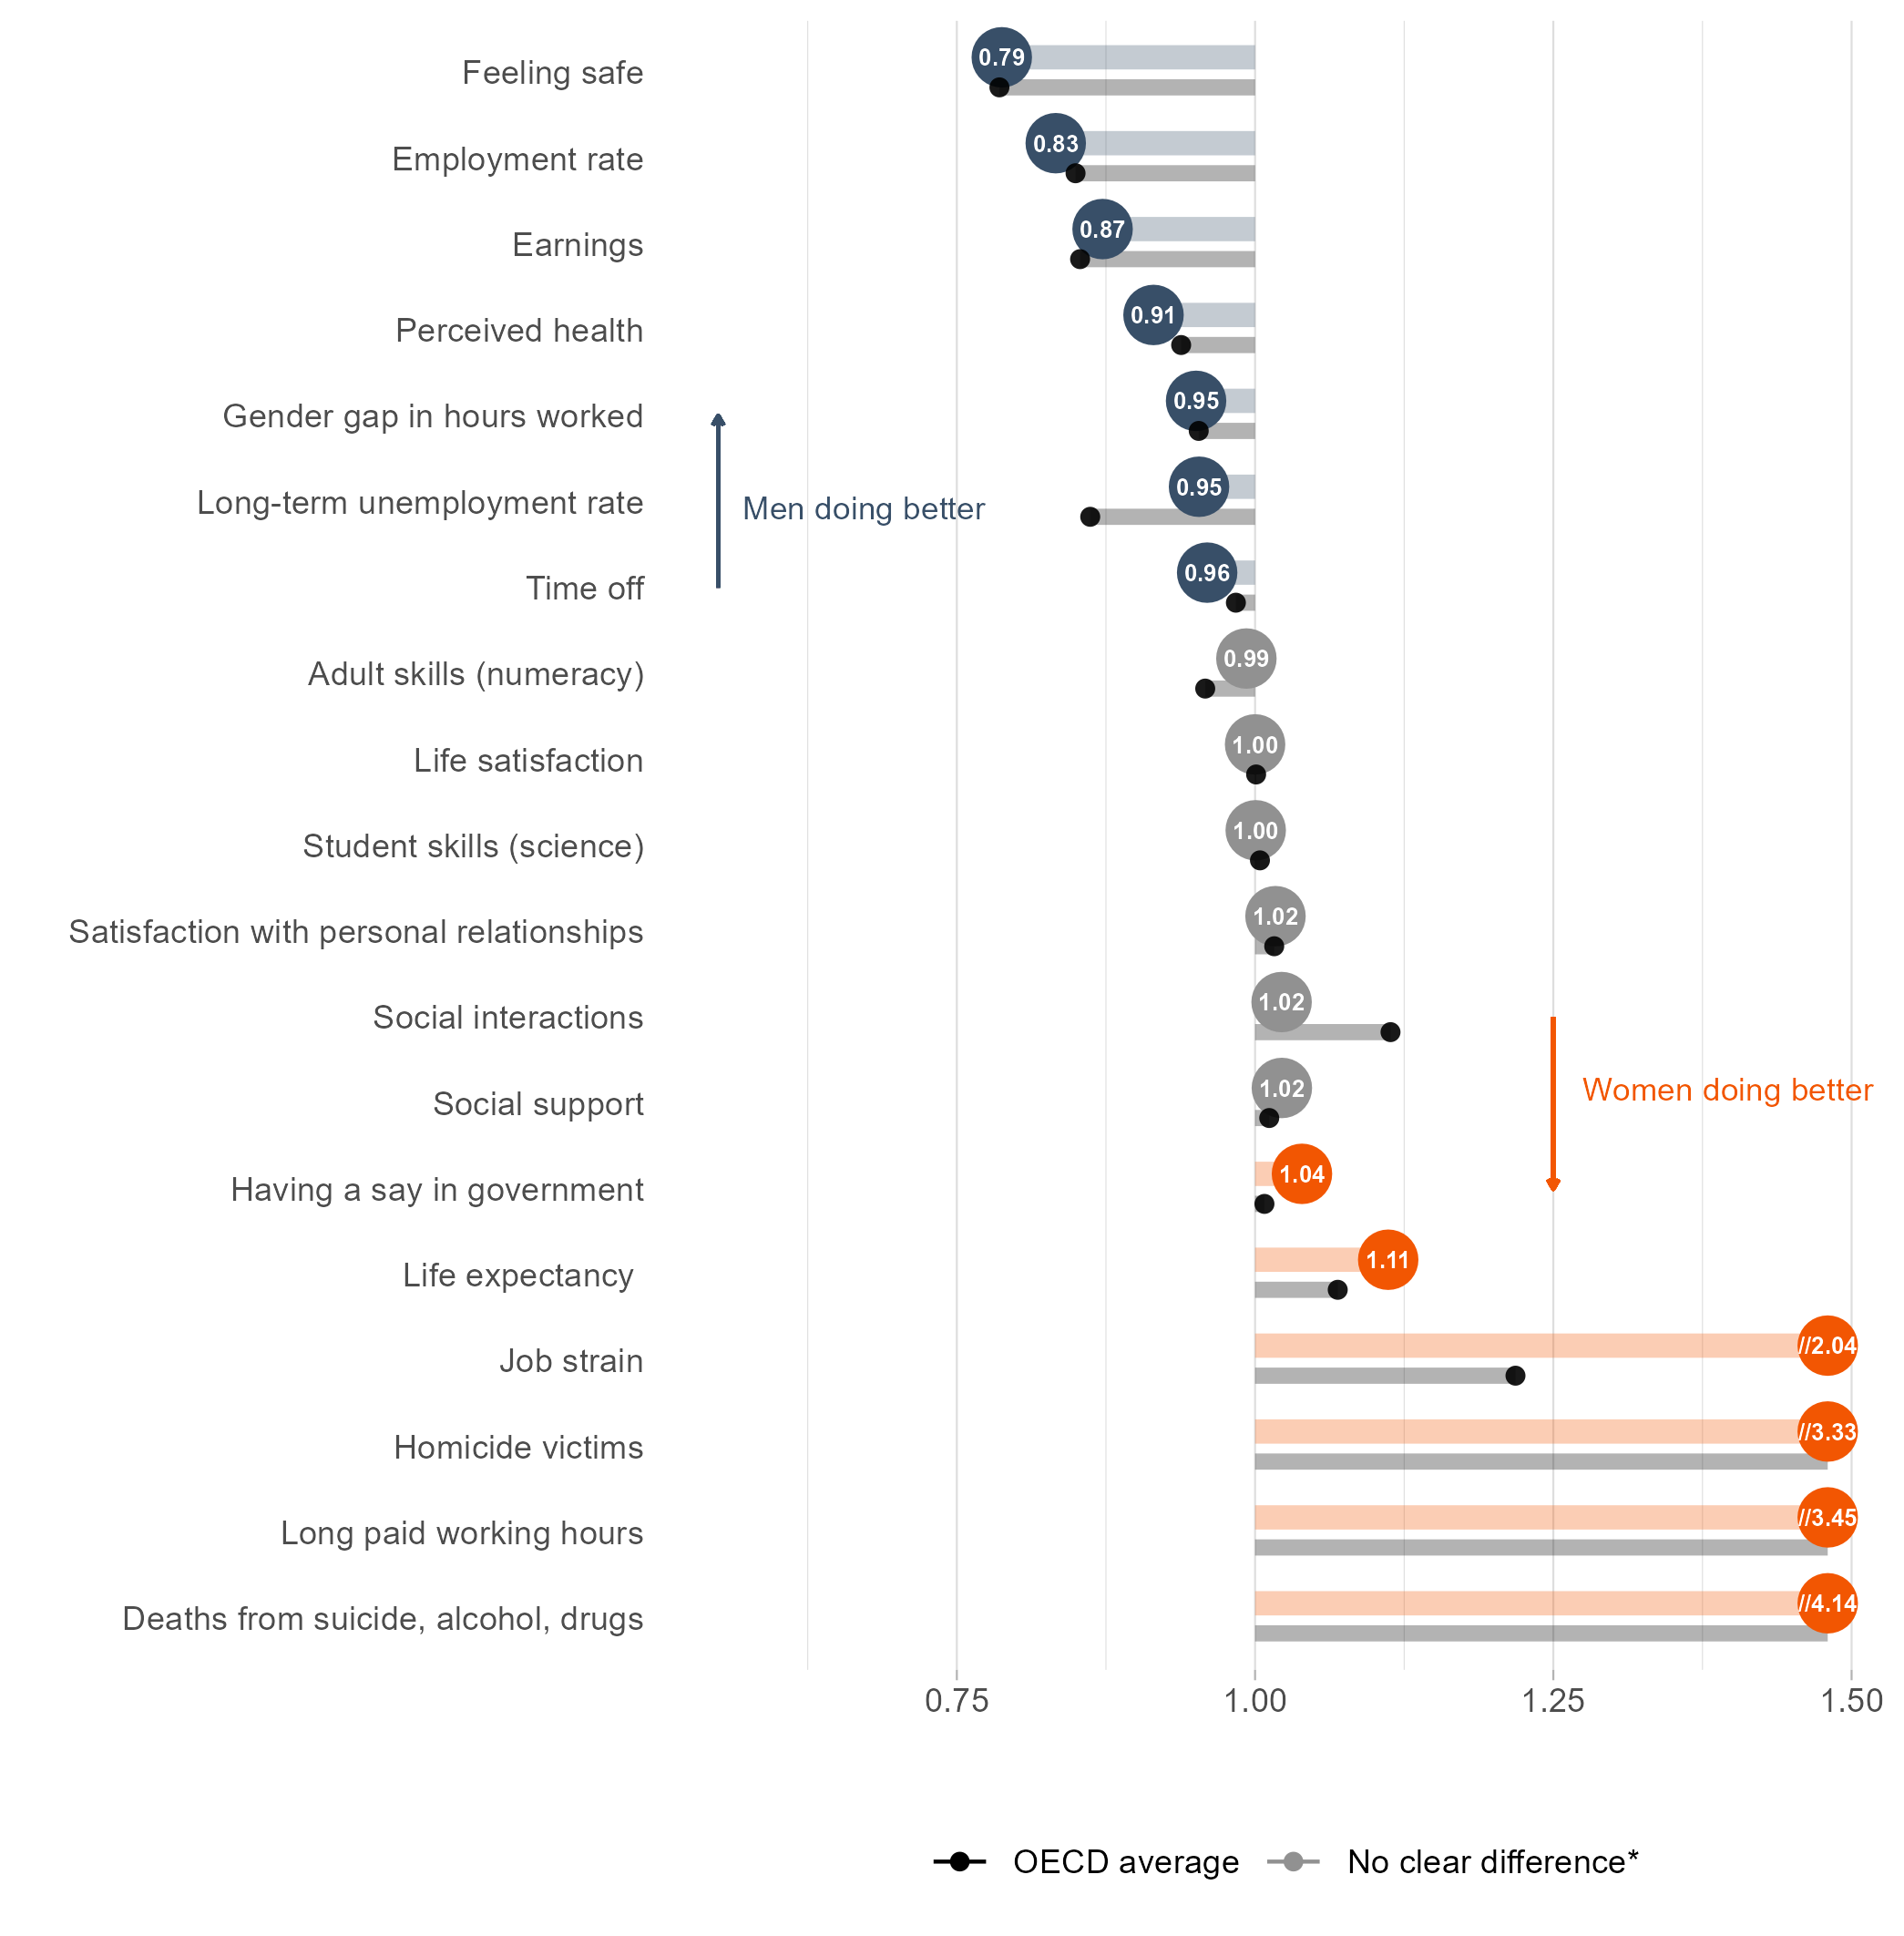 Feeling safe
0.79
Employment rate
0.83
Earnings
0.87
Perceived health
0.91
Gender gap in hours worked
0.95
Long-term unemployment rate
0.95
Men doing better
Time off
0.96
Adult skills (numeracy)
0.99
Life satisfaction
1.00
Student skills (science)
1.00
Satisfaction with personal relationships
1.02
Social interactions
1.02
Social support
1.02
Women doing better
Having a say in government
1.04
Life expectancy
1.11
Job strain
//2.04
Homicide victims
//3.33
Long paid working hours
//3.45
Deaths from suicide, alcohol, drugs
//4.14
0.75 1.00 1.25 1.50
OECD average No clear difference*